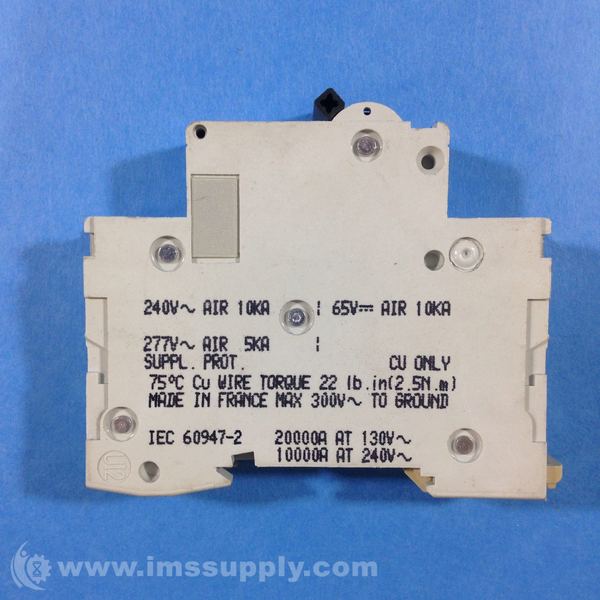 240V~ AIR 10KA ¦ 65V⎓ AIR 10KA
277V~ AIR 5KA ¦
SUPPL. PROT. CU ONLY
75°C Cu WIRE TORQUE 22 lb.in(2.5N.m)
MADE IN FRANCE MAX 300V~ TO GROUND
IEC 60947-2 20000A AT 130V~
10000A AT 240V~
www.imssupply.com